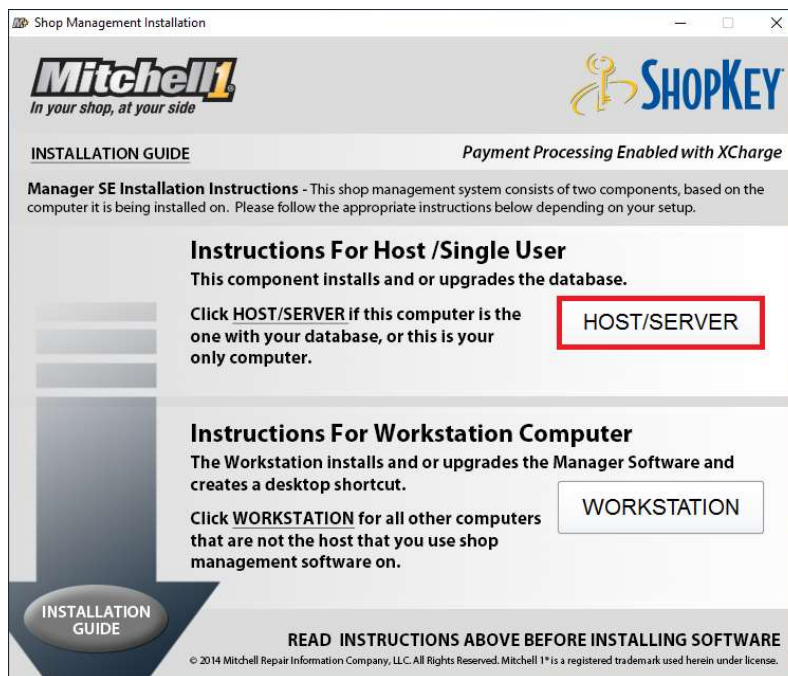 Shop Management Installation
Mitchell1
In your shop, at your side
SHOPKEY
INSTALLATION GUIDE
Payment Processing Enabled with XCharge
Manager SE Installation Instructions - This shop management system consists of two components, based on the
computer it is being installed on. Please follow the appropriate instructions below depending on your setup.
Instructions For Host /Single User
This component installs and or upgrades the database.
Click HOST/SERVER if this computer is the
one with your database, or this is your
only computer.
HOST/SERVER
Instructions For Workstation Computer
The Workstation installs and or upgrades the Manager Software and
creates a desktop shortcut.
Click WORKSTATION for all other computers
that are not the host that you use shop
management software on.
WORKSTATION
INSTALLATION
GUIDE
READ INSTRUCTIONS ABOVE BEFORE INSTALLING SOFTWARE
© 2014 Mitchell Repair Information Company, LLC. All Rights Reserved. Mitchell 1® is a registered trademark used herein under license.